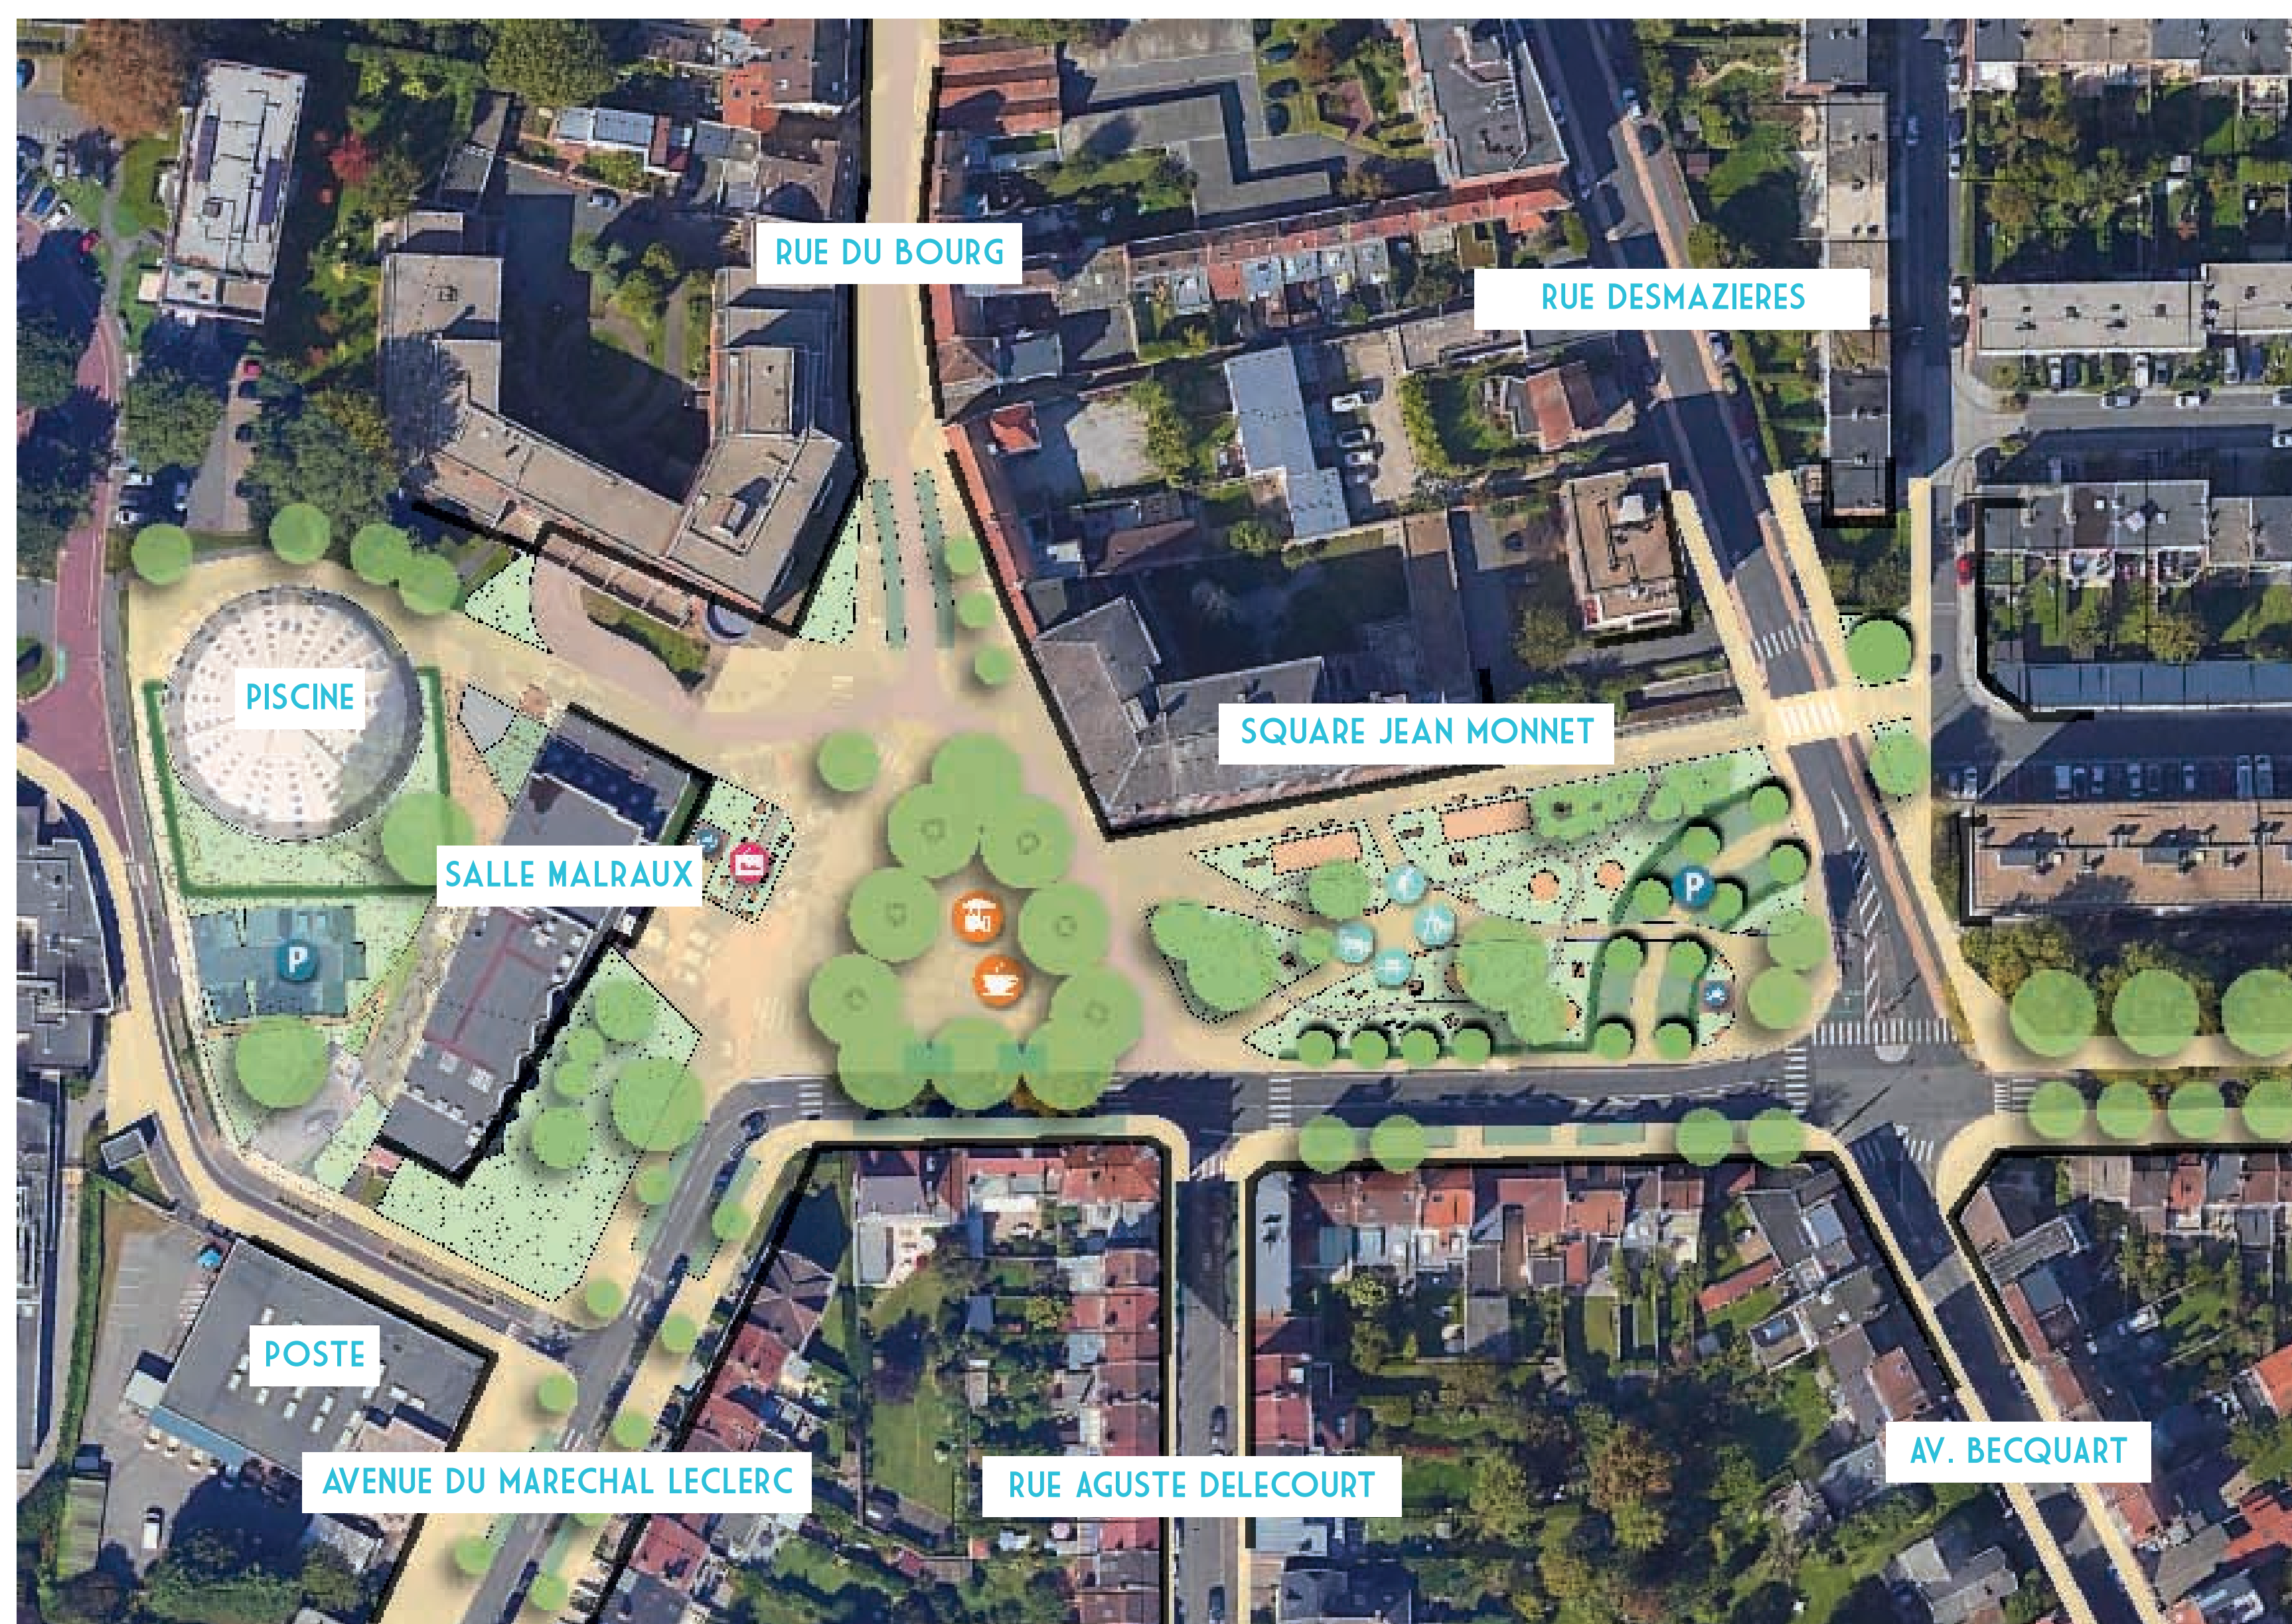 RUE DU BOURG
RUE DESMAZIERES
PISCINE
SQUARE JEAN MONNET
SALLE MALRAUX
P
P
POSTE
AVENUE DU MARECHAL LECLERC
RUE AGUSTE DELECOURT
AV. BECQUART